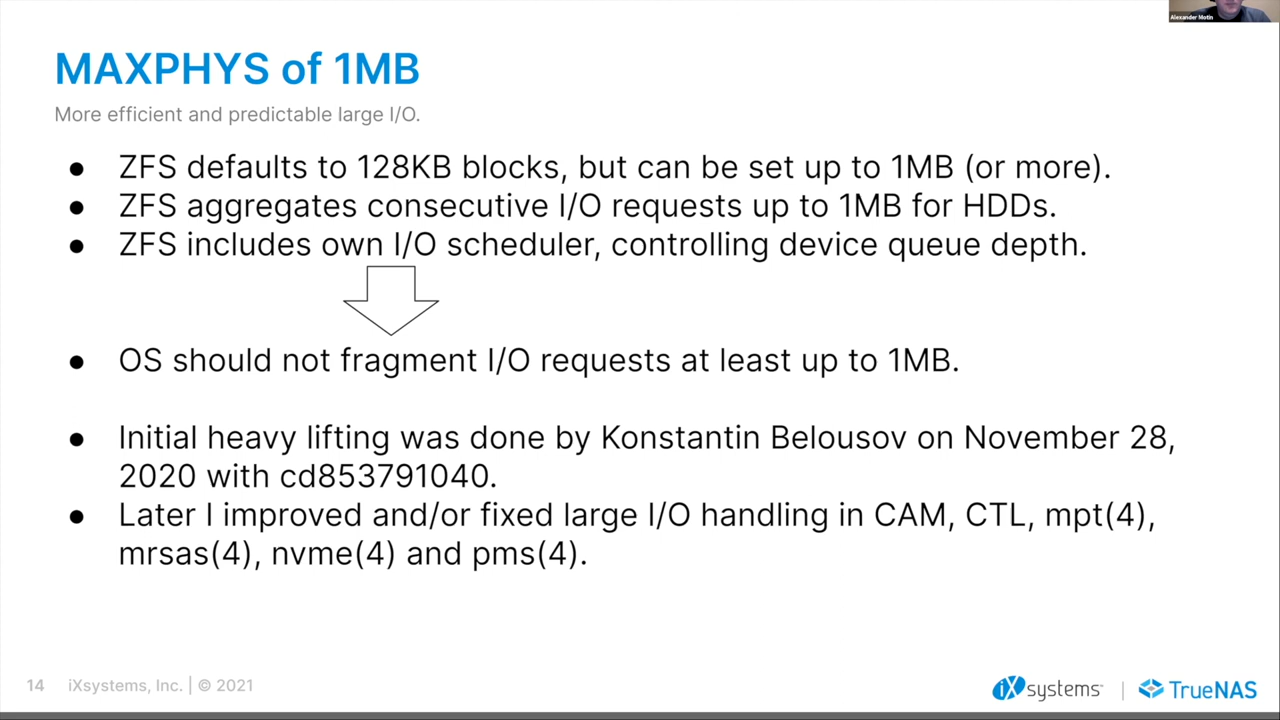 Alexander Motin
MAXPHYS of 1MB
More efficient and predictable large I/O.
● ZFS defaults to 128KB blocks, but can be set up to 1MB (or more).
● ZFS aggregates consecutive I/O requests up to 1MB for HDDs.
● ZFS includes own I/O scheduler, controlling device queue depth.
● OS should not fragment I/O requests at least up to 1MB.
● Initial heavy lifting was done by Konstantin Belousov on November 28,
2020 with cd853791040.
● Later I improved and/or fixed large I/O handling in CAM, CTL, mpt(4),
mrsas(4), nvme(4) and pms(4).
14 iXsystems, Inc. | © 2021
iXsystems | TrueNAS